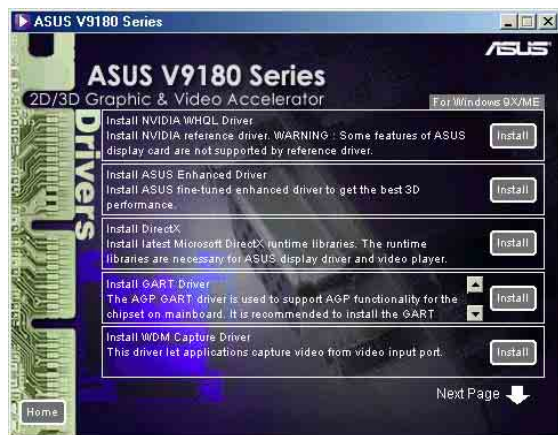 ASUS V9180 Series
ASUS
ASUS V9180 Series
2D/3D Graphic & Video Accelerator
For Windows 9X/ME
Drivers
Install NVIDIA WHQL Driver
Install NVIDIA reference driver. WARNING : Some features of ASUS
display card are not supported by reference driver.
Install
Install ASUS Enhanced Driver
Install ASUS fine-tuned enhanced driver to get the best 3D
performance.
Install
Install DirectX
Install latest Microsoft DirectX runtime libraries. The runtime
libraries are necessary for ASUS display driver and video player.
Install
Install GART Driver
The AGP GART driver is used to support AGP functionality for the
chipset on mainboard. It is recommended to install the GART
Install
Install WDM Capture Driver
This driver let applications capture video from video input port.
Install
Next Page
Home